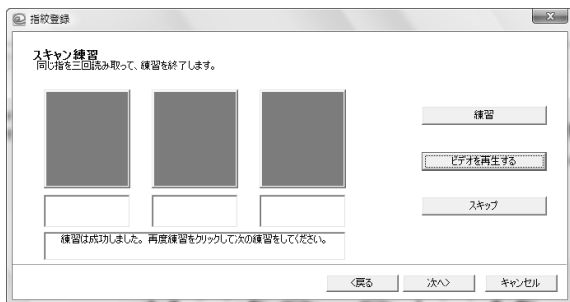 指紋登録
スキャン練習
同じ指を三回読み取って、練習を終了します。
練習
ビデオを再生する
スキップ
練習は成功しました。再度練習をクリックして次の練習をしてください。
<戻る
次へ>
キャンセル